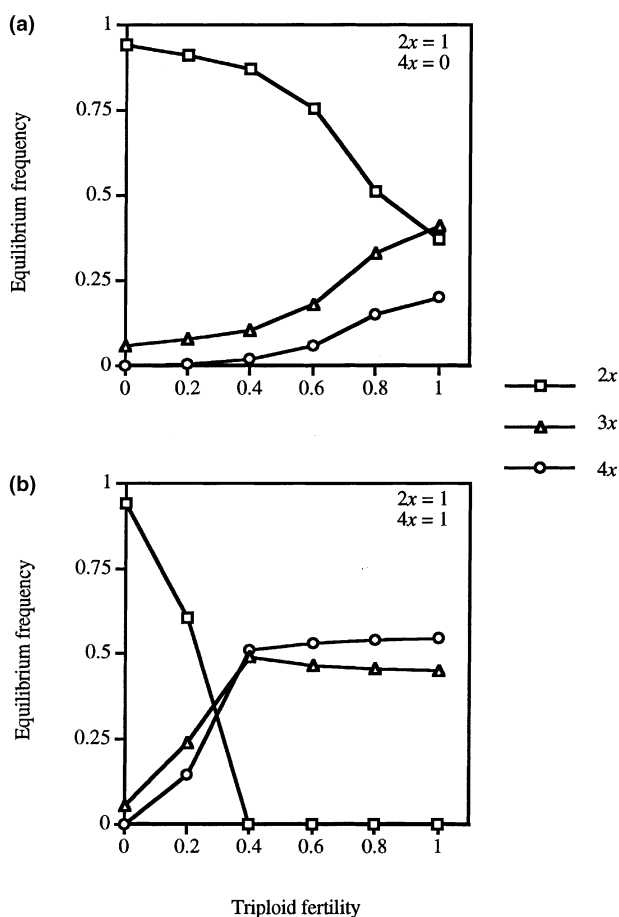 (a)
2x = 1
4x = 0
1
0.75
0.5
0.25
0
Equilibrium frequency
0 0.2 0.4 0.6 0.8 1
2x
3x
4x
(b)
2x = 1
4x = 1
1
0.75
0.5
0.25
0
Equilibrium frequency
0 0.2 0.4 0.6 0.8 1
Triploid fertility